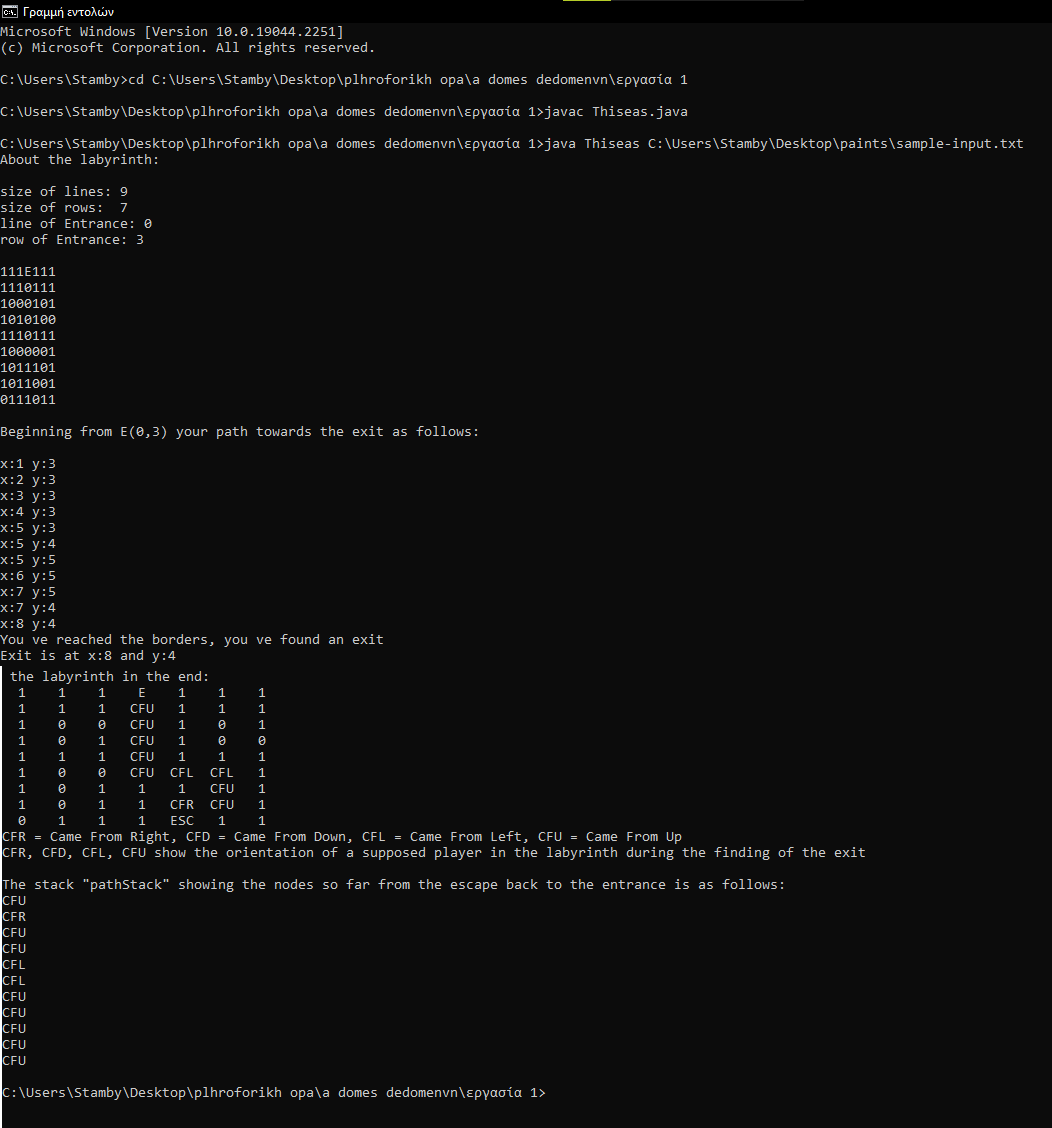 Γραμμή εντολών
Microsoft Windows [Version 10.0.19044.2251]
(c) Microsoft Corporation. All rights reserved.
C:\Users\Stamby>cd C:\Users\Stamby\Desktop\plhroforikh opa\a domes dedomenvn\εργασία 1
C:\Users\Stamby\Desktop\plhroforikh opa\a domes dedomenvn\εργασία 1>javac Thiseas.java
C:\Users\Stamby\Desktop\plhroforikh opa\a domes dedomenvn\εργασία 1>java Thiseas C:\Users\Stamby\Desktop\paints\sample-input.txt
About the labyrinth:
size of lines: 9
size of rows:  7
line of Entrance: 0
row of Entrance: 3
111E111
1110111
1000101
1010100
1110111
1000001
1011101
1011001
0111011
Beginning from E(0,3) your path towards the exit as follows:
x:1 y:3
x:2 y:3
x:3 y:3
x:4 y:3
x:5 y:3
x:5 y:4
x:5 y:5
x:6 y:5
x:7 y:5
x:7 y:4
x:8 y:4
You ve reached the borders, you ve found an exit
Exit is at x:8 and y:4
the labyrinth in the end:
1 1 1 E 1 1 1
1 1 1 CFU 1 1 1
1 0 0 CFU 1 0 1
1 0 1 CFU 1 0 0
1 1 1 CFU 1 1 1
1 0 0 CFU CFL CFL 1
1 0 1 1 1 CFU 1
1 0 1 1 CFR CFU 1
0 1 1 1 ESC 1 1
CFR = Came From Right, CFD = Came From Down, CFL = Came From Left, CFU = Came From Up
CFR, CFD, CFL, CFU show the orientation of a supposed player in the labyrinth during the finding of the exit
The stack "pathStack" showing the nodes so far from the escape back to the entrance is as follows:
CFU
CFR
CFU
CFU
CFL
CFL
CFU
CFU
CFU
CFU
CFU
C:\Users\Stamby\Desktop\plhroforikh opa\a domes dedomenvn\εργασία 1>